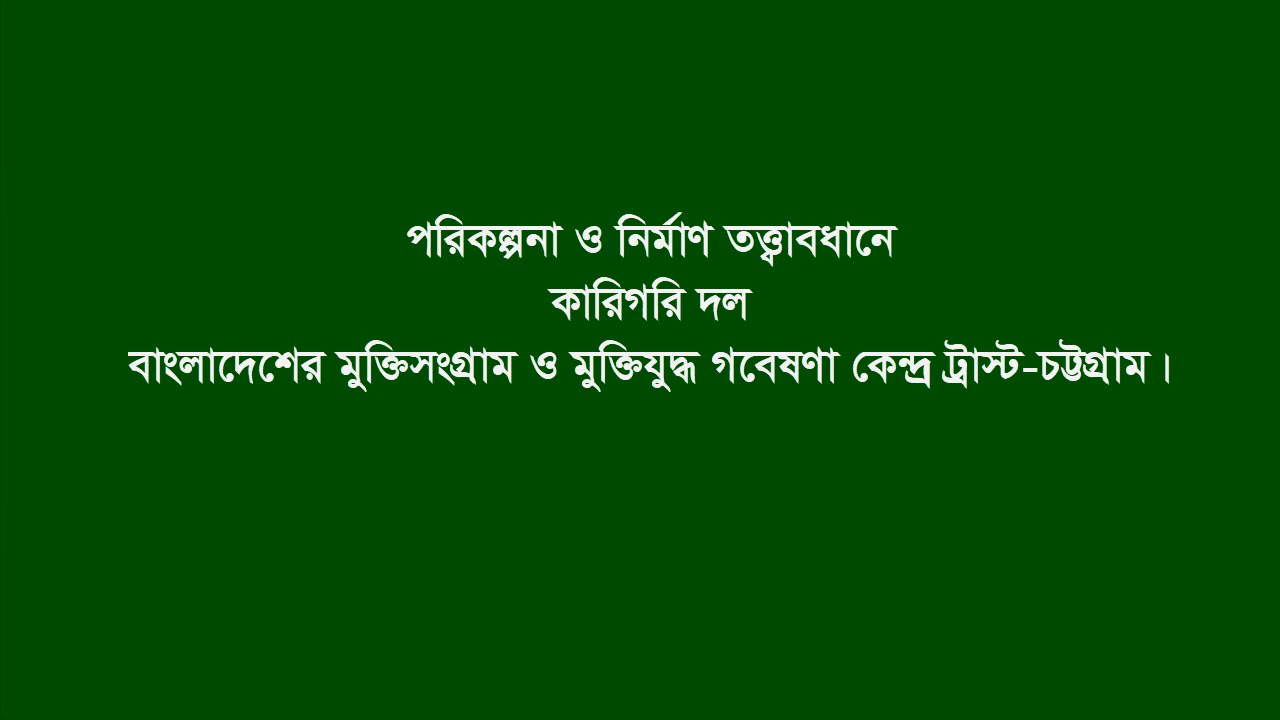 পরিকল্পনা ও নির্মাণ তত্ত্বাবধানে
কারিগরি দল
বাংলাদেশের মুক্তিসংগ্রাম ও মুক্তিযুদ্ধ গবেষণা কেন্দ্র ট্রাস্ট-চট্টগ্রাম।